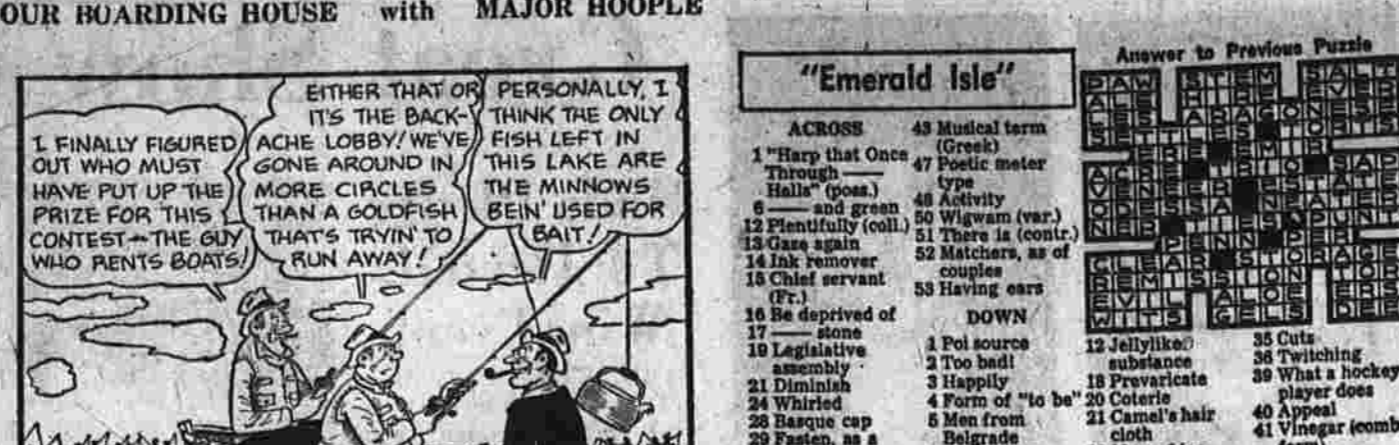 OUR BOARDING HOUSE with MAJOR HOOPLE
I FINALLY FIGURED
OUT WHO MUST
HAVE PUT UP THE
PRIZE FOR THIS
CONTEST—THE GUY
WHO RENTS BOATS!
EITHER THAT OR
IT'S THE BACK-
ACHE LOBBY! WE'VE
GONE AROUND IN
MORE CIRCLES
THAN A GOLDFISH
THAT'S TRYIN' TO
RUN AWAY!
PERSONALLY, I
THINK THE ONLY
FISH LEFT IN
THIS LAKE ARE
THE MINNOWS
BEIN' USED FOR
BAIT!
"Emerald Isle"
ACROSS
1 "Harp that Once
Through ——
Halls" (poss.)
6 —— and green
12 Plentifully (coll.)
13 Gaze again
14 Ink remover
15 Chief servant
(Fr.)
16 Be deprived of
17 —— stone
19 Legislative
assembly
21 Diminish
24 Whirled
28 Basque cap
29 Fasten, as a
43 Musical term
(Greek)
47 Poetic meter
type
48 Activity
50 Wigwam (var.)
51 There is (contr.)
52 Matchers, as of
couples
53 Having ears
DOWN
1 Poi source
2 Too bad!
3 Happily
4 Form of "to be"
5 Men from
Belgrade
Answer to Previous Puzzle
12 Jellylike
substance
18 Prevaricate
20 Coterie
21 Camel's hair
cloth
35 Cuts
36 Twitching
39 What a hockey
player does
40 Appeal
41 Vinegar